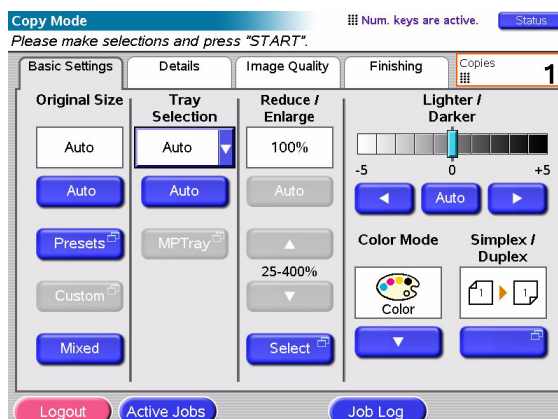 Copy Mode
Num. keys are active.
Status
Please make selections and press "START".
Basic Settings
Details
Image Quality
Finishing
Copies
1
Original Size
Auto
Auto
Presets
Custom
Mixed
Tray
Selection
Auto
Auto
MPTray
Reduce /
Enlarge
100%
Auto
25-400%
Select
Lighter /
Darker
-5
0
+5
Auto
Color Mode
Color
Simplex /
Duplex
1
1
Logout
Active Jobs
Job Log